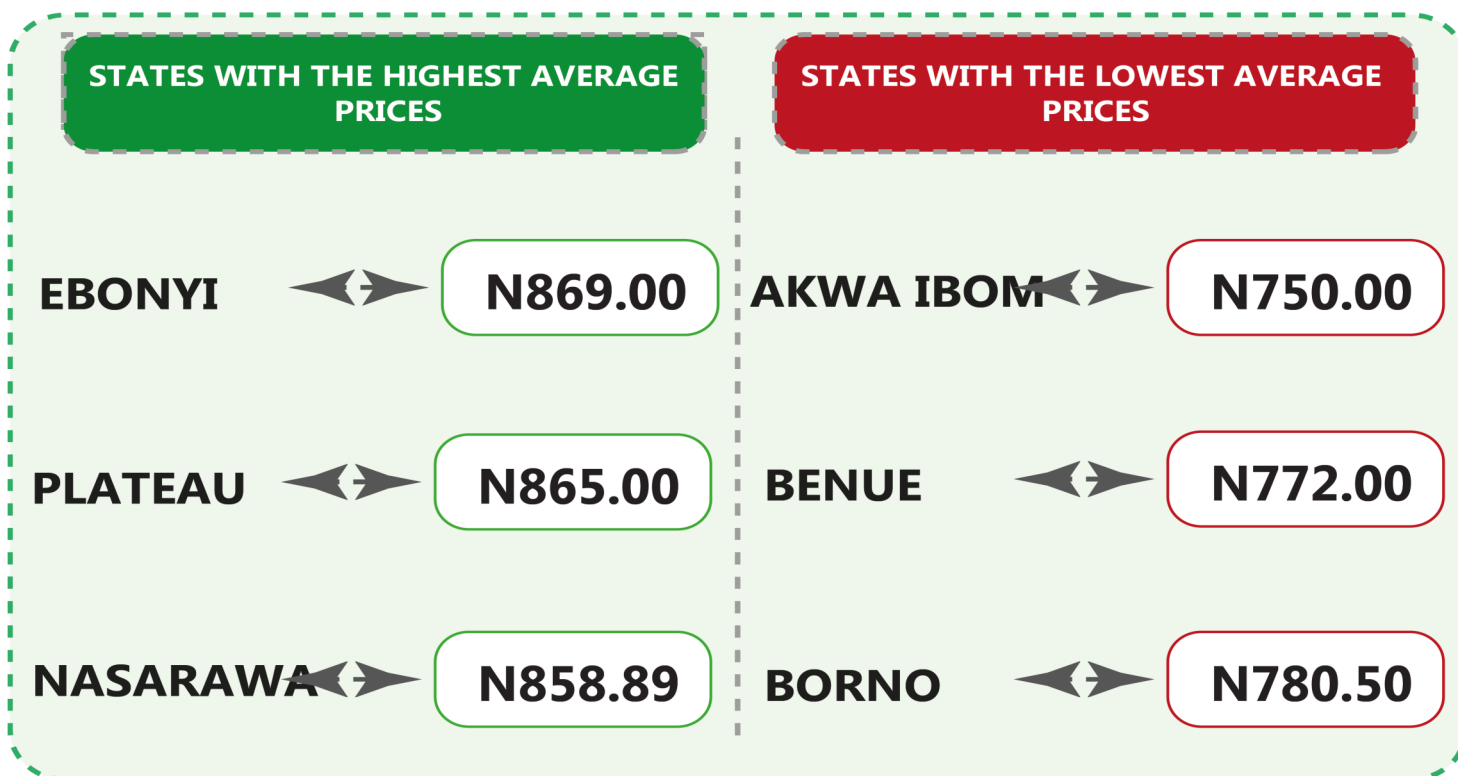 STATES WITH THE HIGHEST AVERAGE
PRICES
EBONYI N869.00
PLATEAU N865.00
NASARAWA N858.89
STATES WITH THE LOWEST AVERAGE
PRICES
AKWA IBOM N750.00
BENUE N772.00
BORNO N780.50